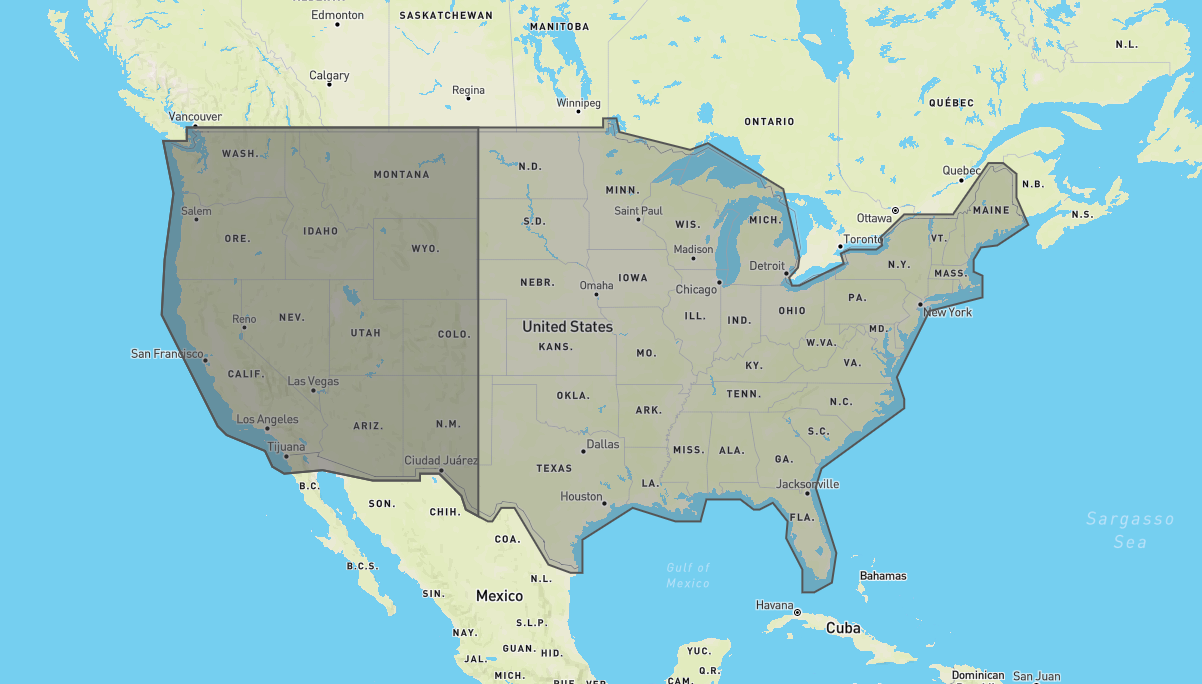 Edmonton
SASKATCHEWAN
MANITOBA
N.L.
Calgary
Regina
Winnipeg
QUÉBEC
Vancouver
ONTARIO
WASH.
MONTANA
N.D.
Quebec
N.B.
MINN.
Salem
Saint Paul
MICH.
Ottawa
MAINE
N.S.
ORE.
IDAHO
WYO.
S.D.
WIS.
Toronto
VT.
Madison
Detroit
N.Y.
MASS.
NEBR.
Omaha
IOWA
Chicago
PA.
Reno
NEV.
UTAH
COLO.
United States
KANS.
ILL.
IND.
OHIO
New York
MD.
W.VA.
San Francisco
CALIF.
Las Vegas
MO.
KY.
VA.
OKLA.
TENN.
ARK.
N.C.
Los Angeles
ARIZ.
N.M.
Dallas
S.C.
Tijuana
MISS.
ALA.
GA.
Ciudad Juárez
TEXAS
LA.
Jacksonville
B.C.
SON.
CHIH.
Houston
FLA.
Sargasso
Sea
COA.
B.C.S.
N.L.
Gulf of
Mexico
Bahamas
SIN.
Mexico
Havana
Cuba
NAY.
S.L.P.
GUAN.
HID.
YUC.
JAL.
MICH.
Q.R.
CAM.
Dominican
San Juan